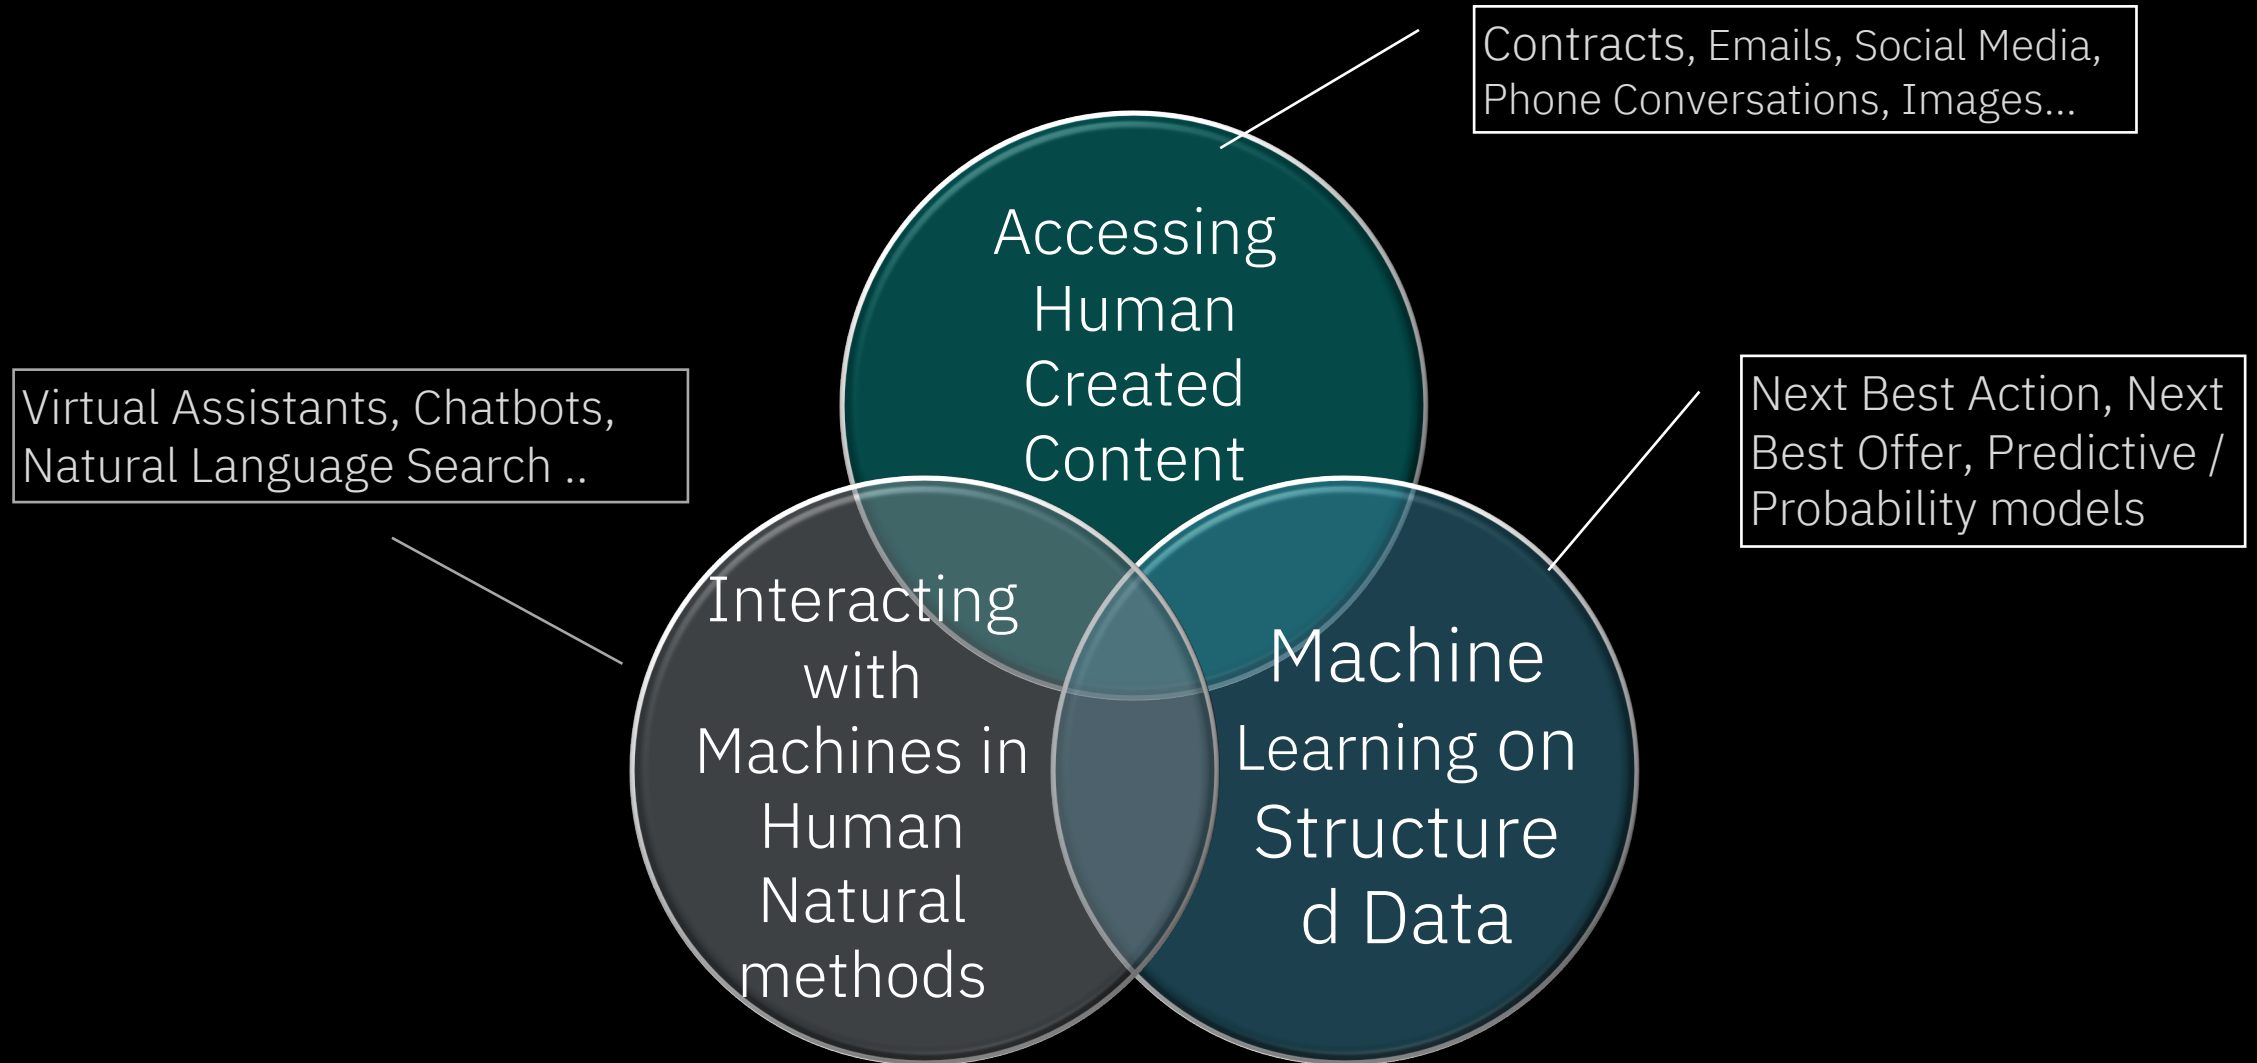 Contracts, Emails, Social Media,
Phone Conversations, Images...
Accessing
Human
Created
Content
Virtual Assistants, Chatbots,
Natural Language Search ..
Next Best Action, Next
Best Offer, Predictive /
Probability models
Interacting
with
Machines in
Human
Natural
methods
Machine
Learning on
Structure
d Data